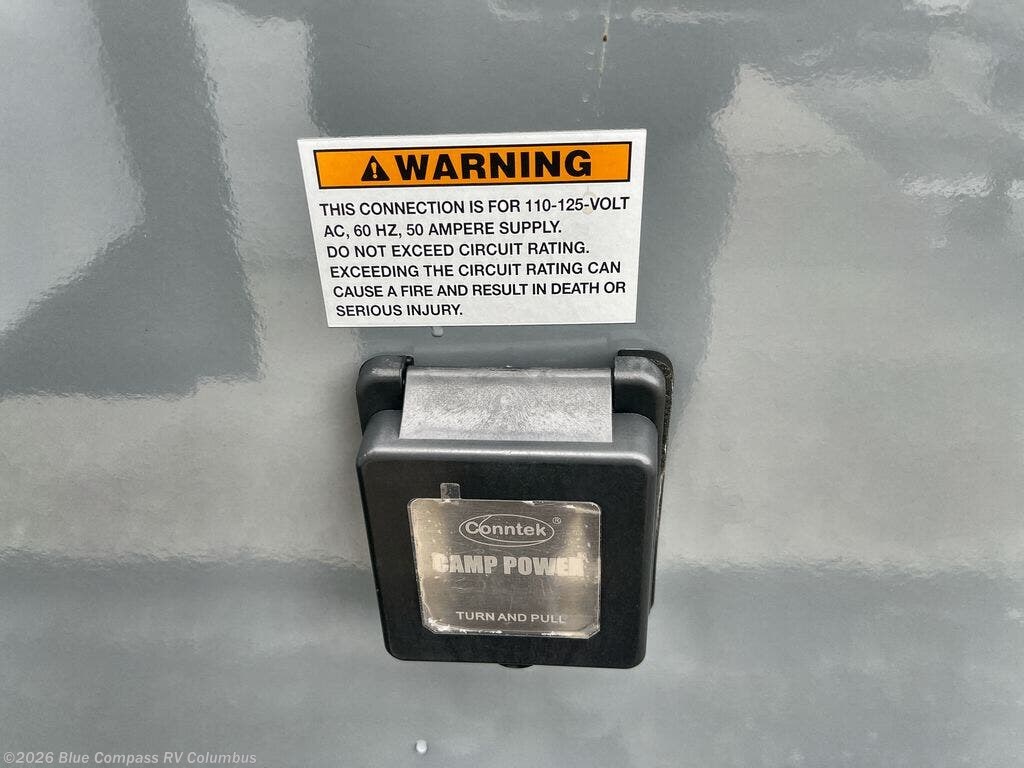 WARNING
THIS CONNECTION IS FOR 110-125-VOLT
AC, 60 HZ, 50 AMPERE SUPPLY.
DO NOT EXCEED CIRCUIT RATING.
EXCEEDING THE CIRCUIT RATING CAN
CAUSE A FIRE AND RESULT IN DEATH OR
SERIOUS INJURY.
Conntek®
CAMP POWER
TURN AND PULL
©2026 Blue Compass RV Columbus